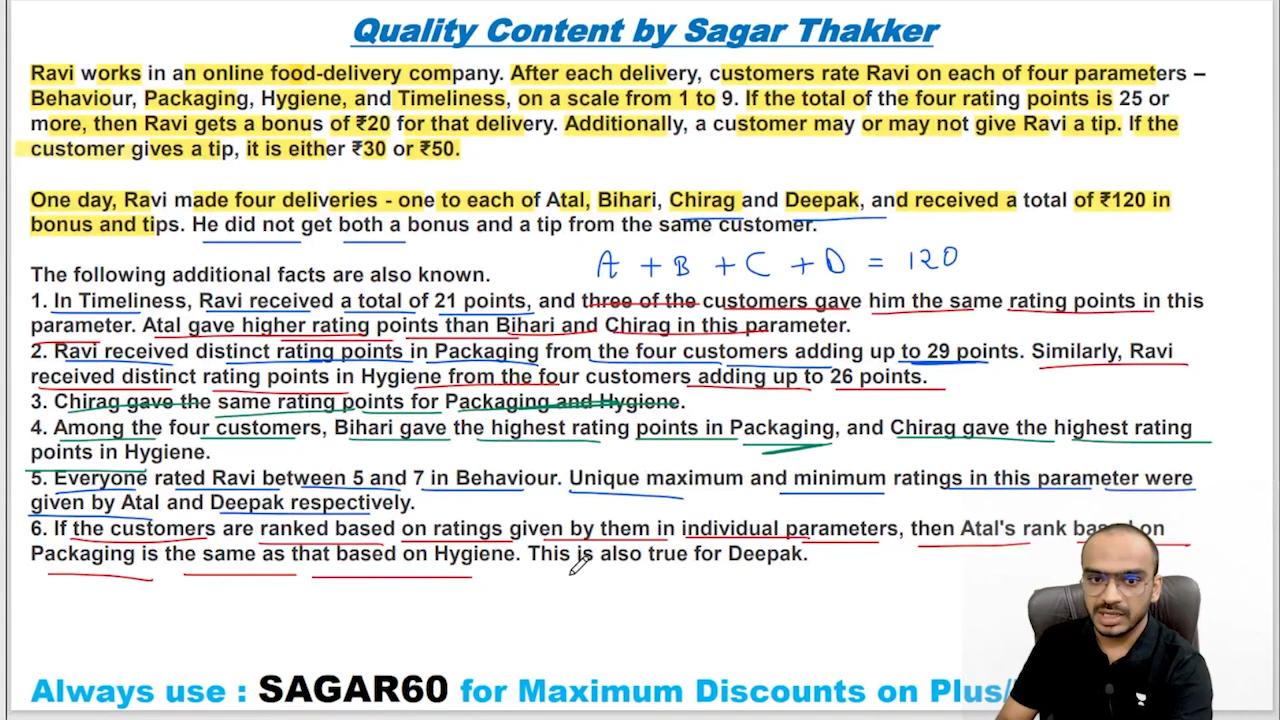 Quality Content by Sagar Thakker
Ravi works in an online food-delivery company. After each delivery, customers rate Ravi on each of four parameters –
Behaviour, Packaging, Hygiene, and Timeliness, on a scale from 1 to 9. If the total of the four rating points is 25 or
more, then Ravi gets a bonus of ₹20 for that delivery. Additionally, a customer may or may not give Ravi a tip. If the
customer gives a tip, it is either ₹30 or ₹50.
One day, Ravi made four deliveries - one to each of Atal, Bihari, Chirag and Deepak, and received a total of ₹120 in
bonus and tips. He did not get both a bonus and a tip from the same customer.
A + B + C + D = 120
The following additional facts are also known.
1. In Timeliness, Ravi received a total of 21 points, and three of the customers gave him the same rating points in this
parameter. Atal gave higher rating points than Bihari and Chirag in this parameter.
2. Ravi received distinct rating points in Packaging from the four customers adding up to 29 points. Similarly, Ravi
received distinct rating points in Hygiene from the four customers adding up to 26 points.
3. Chirag gave the same rating points for Packaging and Hygiene.
4. Among the four customers, Bihari gave the highest rating points in Packaging, and Chirag gave the highest rating
points in Hygiene.
5. Everyone rated Ravi between 5 and 7 in Behaviour. Unique maximum and minimum ratings in this parameter were
given by Atal and Deepak respectively.
6. If the customers are ranked based on ratings given by them in individual parameters, then Atal's rank based on
Packaging is the same as that based on Hygiene. This is also true for Deepak.
Always use : SAGAR60 for Maximum Discounts on Plus/